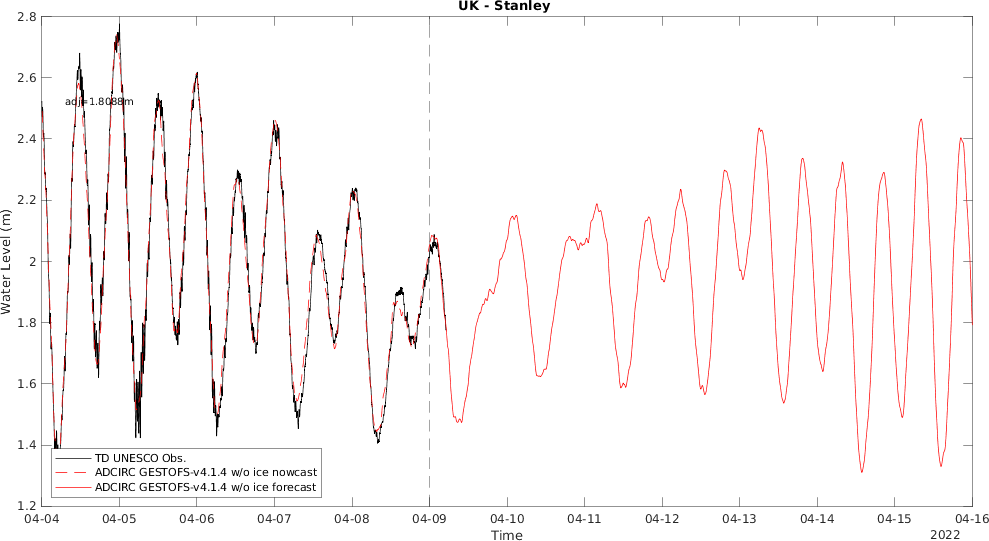 UK - Stanley
2.8
2.6
2.4
2.2
2
1.8
1.6
1.4
1.2
Water Level (m)
adj=1.8088m
TD UNESCO Obs.
ADCIRC GESTOFS-v4.1.4 w/o ice nowcast
ADCIRC GESTOFS-v4.1.4 w/o ice forecast
04-04 04-05 04-06 04-07 04-08 04-09 04-10 04-11 04-12 04-13 04-14 04-15 04-16
Time
2022